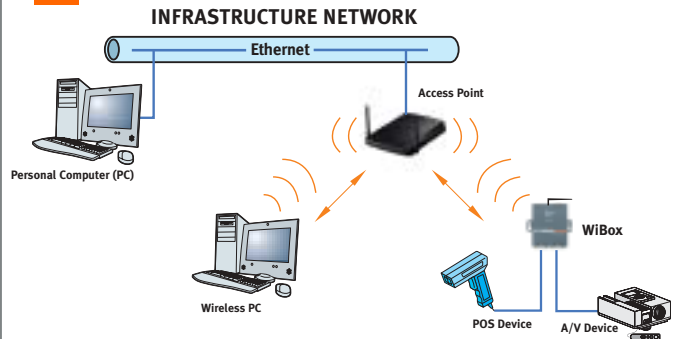 INFRASTRUCTURE NETWORK
Ethernet
Access Point
Personal Computer (PC)
WiBox
Wireless PC
POS Device
A/V Device